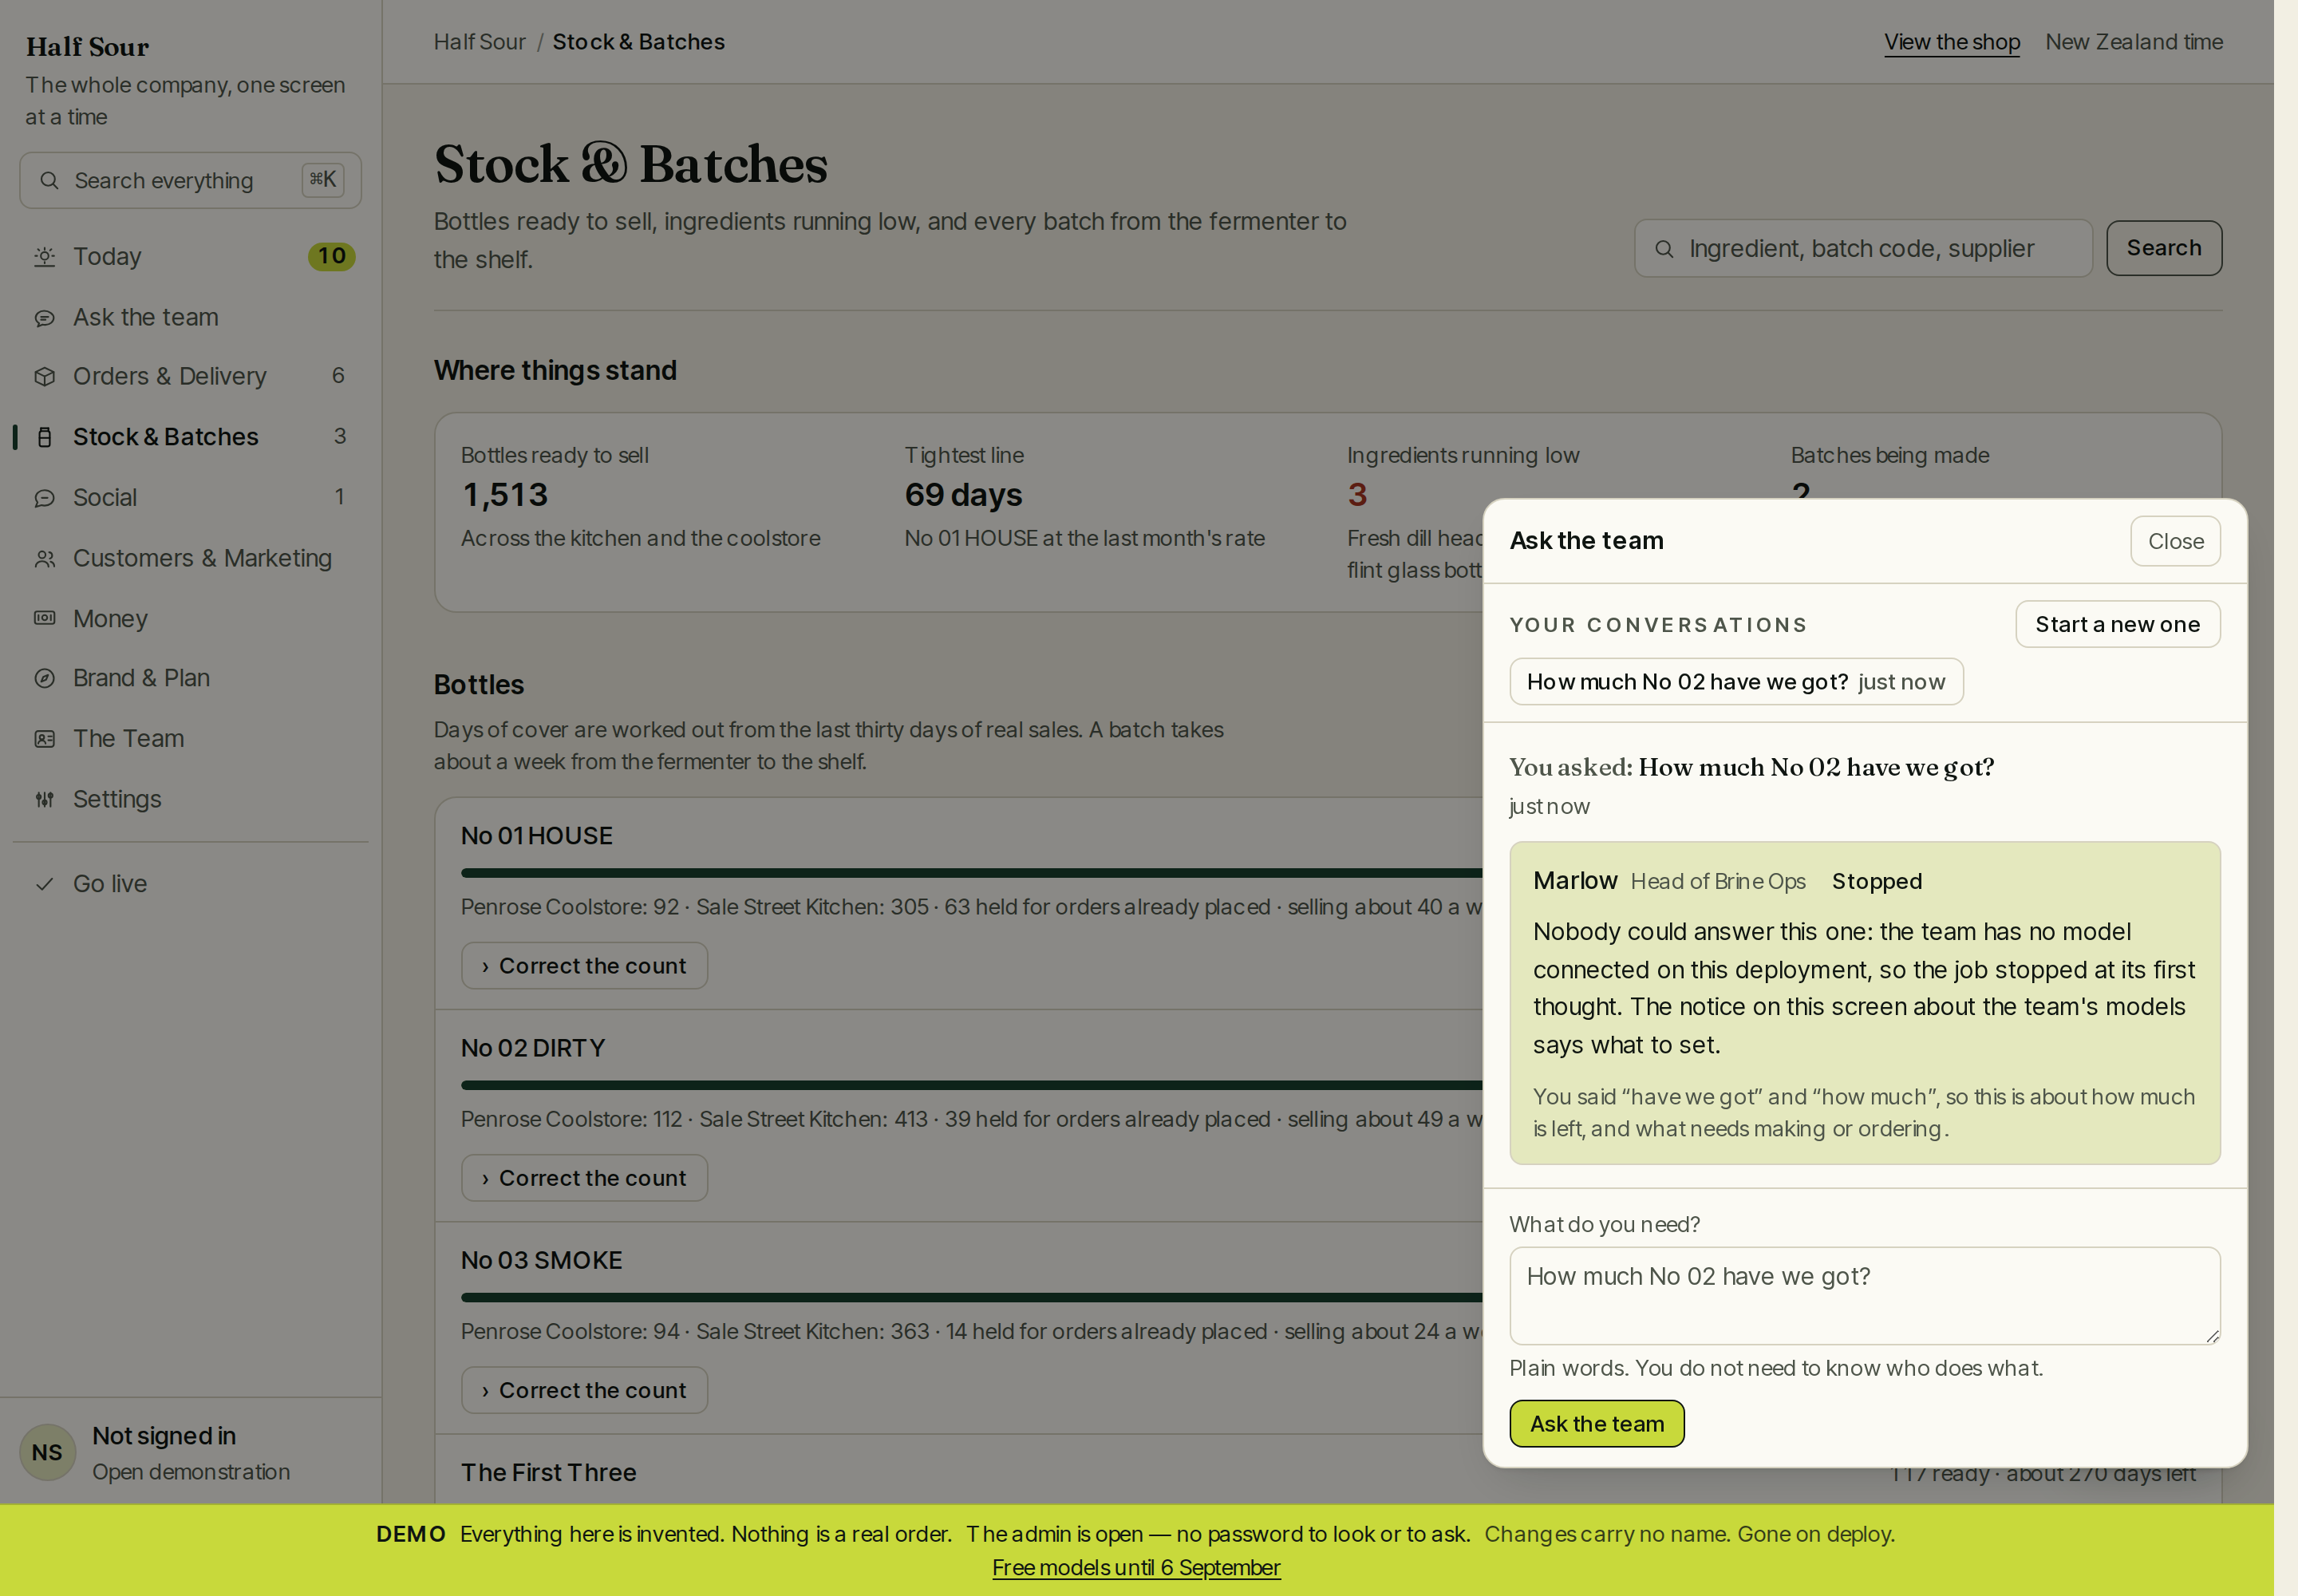 Half Sour
The whole company, one screen
at a time
Search everything ⌘K
Today 10
Ask the team
Orders & Delivery 6
Stock & Batches 3
Social 1
Customers & Marketing
Money
Brand & Plan
The Team
Settings
Go live
NS
Not signed in
Open demonstration
Half Sour / Stock & Batches
View the shop New Zealand time
Stock & Batches
Bottles ready to sell, ingredients running low, and every batch from the fermenter to
the shelf.
Ingredient, batch code, supplier Search
Where things stand
Bottles ready to sell
1,513
Across the kitchen and the coolstore
Tightest line
69 days
No 01 HOUSE at the last month's rate
Ingredients running low
3
Fresh dill
flint glass
Batches being made
2
Bottles
Days of cover are worked out from the last thirty days of real sales. A batch takes
about a week from the fermenter to the shelf.
No 01 HOUSE
Penrose Coolstore: 92 · Sale Street Kitchen: 305 · 63 held for orders already placed · selling about 40 a
› Correct the count
No 02 DIRTY
Penrose Coolstore: 112 · Sale Street Kitchen: 413 · 39 held for orders already placed · selling about 49 a
› Correct the count
No 03 SMOKE
Penrose Coolstore: 94 · Sale Street Kitchen: 363 · 14 held for orders already placed · selling about 24 a
› Correct the count
The First Three 117 ready · about 270 days left
Ask the team Close
YOUR CONVERSATIONS Start a new one
How much No 02 have we got? just now
You asked: How much No 02 have we got?
just now
Marlow Head of Brine Ops Stopped
Nobody could answer this one: the team has no model
connected on this deployment, so the job stopped at its first
thought. The notice on this screen about the team's models
says what to set.
You said “have we got” and “how much”, so this is about how much
is left, and what needs making or ordering.
What do you need?
How much No 02 have we got?
Plain words. You do not need to know who does what.
Ask the team
DEMO Everything here is invented. Nothing is a real order. The admin is open — no password to look or to ask. Changes carry no name. Gone on deploy.
Free models until 6 September